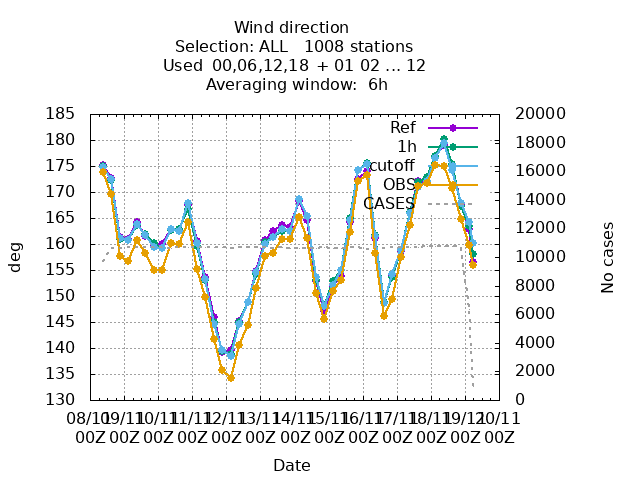 Wind direction
Selection: ALL   1008 stations
Used  00,06,12,18  + 01 02 ... 12
Averaging window:  6h
185
180
175
170
165
160
155
150
145
140
135
130
deg
20000
18000
16000
14000
12000
10000
8000
6000
4000
2000
0
No cases
Ref
1h
cutoff
OBS
CASES
08/10 09/11 10/11 11/11 12/11 13/11 14/11 15/11 16/11 17/11 18/11 19/12 20/11
00Z 00Z 00Z 00Z 00Z 00Z 00Z 00Z 00Z 00Z 00Z 00Z 00Z
Date